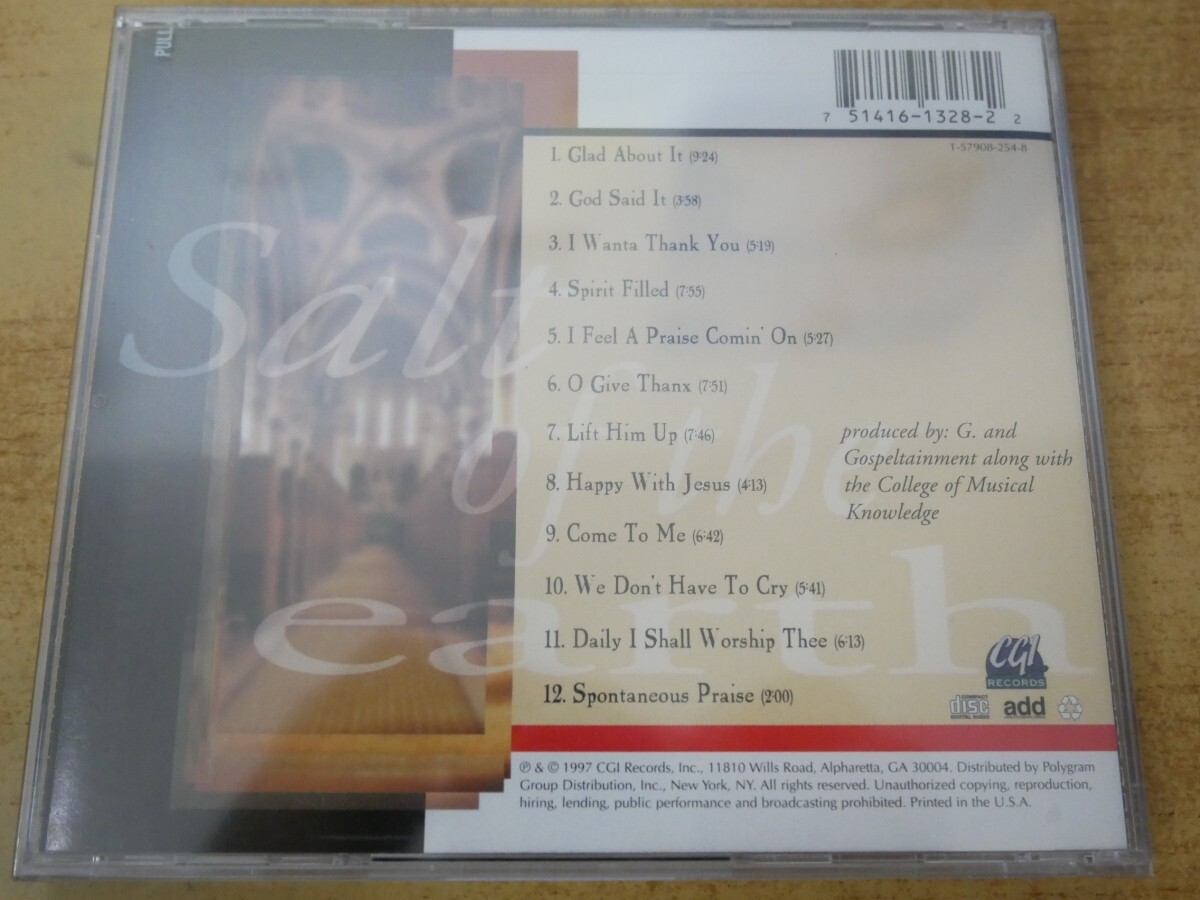 PULL
7 51416-1328-2 2
1-57908-254-8
Salt
of the
earth
1. Glad About It (9:24)
2. God Said It (3:58)
3. I Wanta Thank You (5:19)
4. Spirit Filled (7:55)
5. I Feel A Praise Comin' On (5:27)
6. O Give Thanx (7:51)
7. Lift Him Up (7:46)
8. Happy With Jesus (4:13)
9. Come To Me (6:42)
10. We Don't Have To Cry (5:41)
11. Daily I Shall Worship Thee (6:13)
12. Spontaneous Praise (2:00)
produced by: G. and
Gospeltainment along with
the College of Musical
Knowledge
CGI
RECORDS
COMPACT
disc
DIGITAL AUDIO
add
℗ & © 1997 CGI Records, Inc., 11810 Wills Road, Alpharetta, GA 30004. Distributed by Polygram
Group Distribution, Inc., New York, NY. All rights reserved. Unauthorized copying, reproduction,
hiring, lending, public performance and broadcasting prohibited. Printed in the U.S.A.